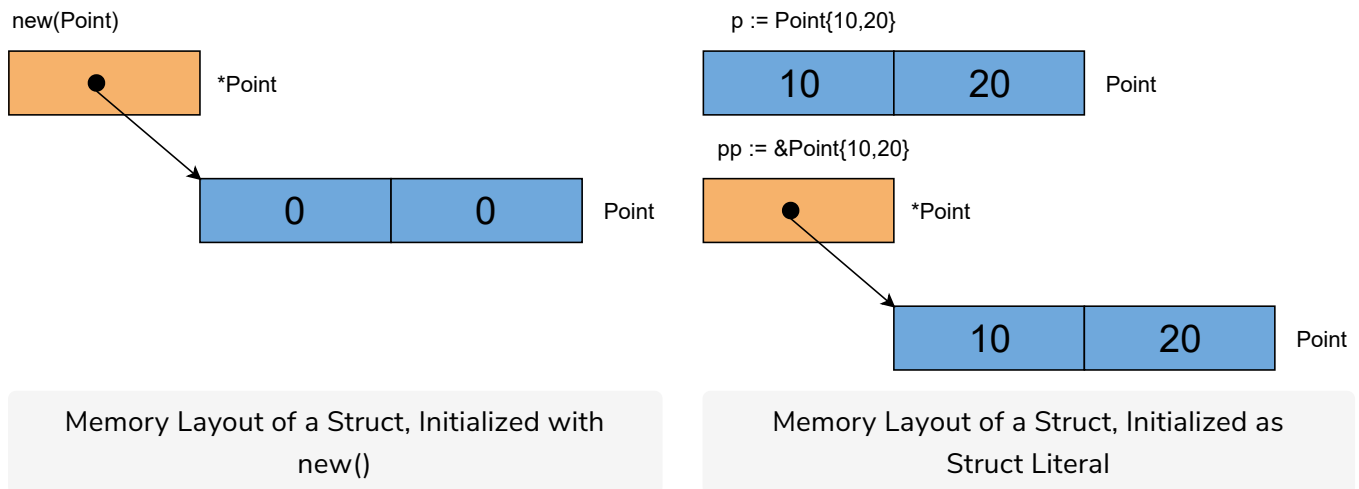 new(Point)
*Point
0
0
Point
Memory Layout of a Struct, Initialized with
new()
p := Point{10,20}
10
20
Point
pp := &Point{10,20}
*Point
10
20
Point
Memory Layout of a Struct, Initialized as
Struct Literal